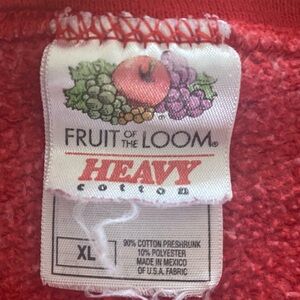 FRUIT OF THE LOOM®
HEAVY
cotton
XL
90% COTTON PRESHRUNK
10% POLYESTER
MADE IN MEXICO
OF U.S.A. FABRIC